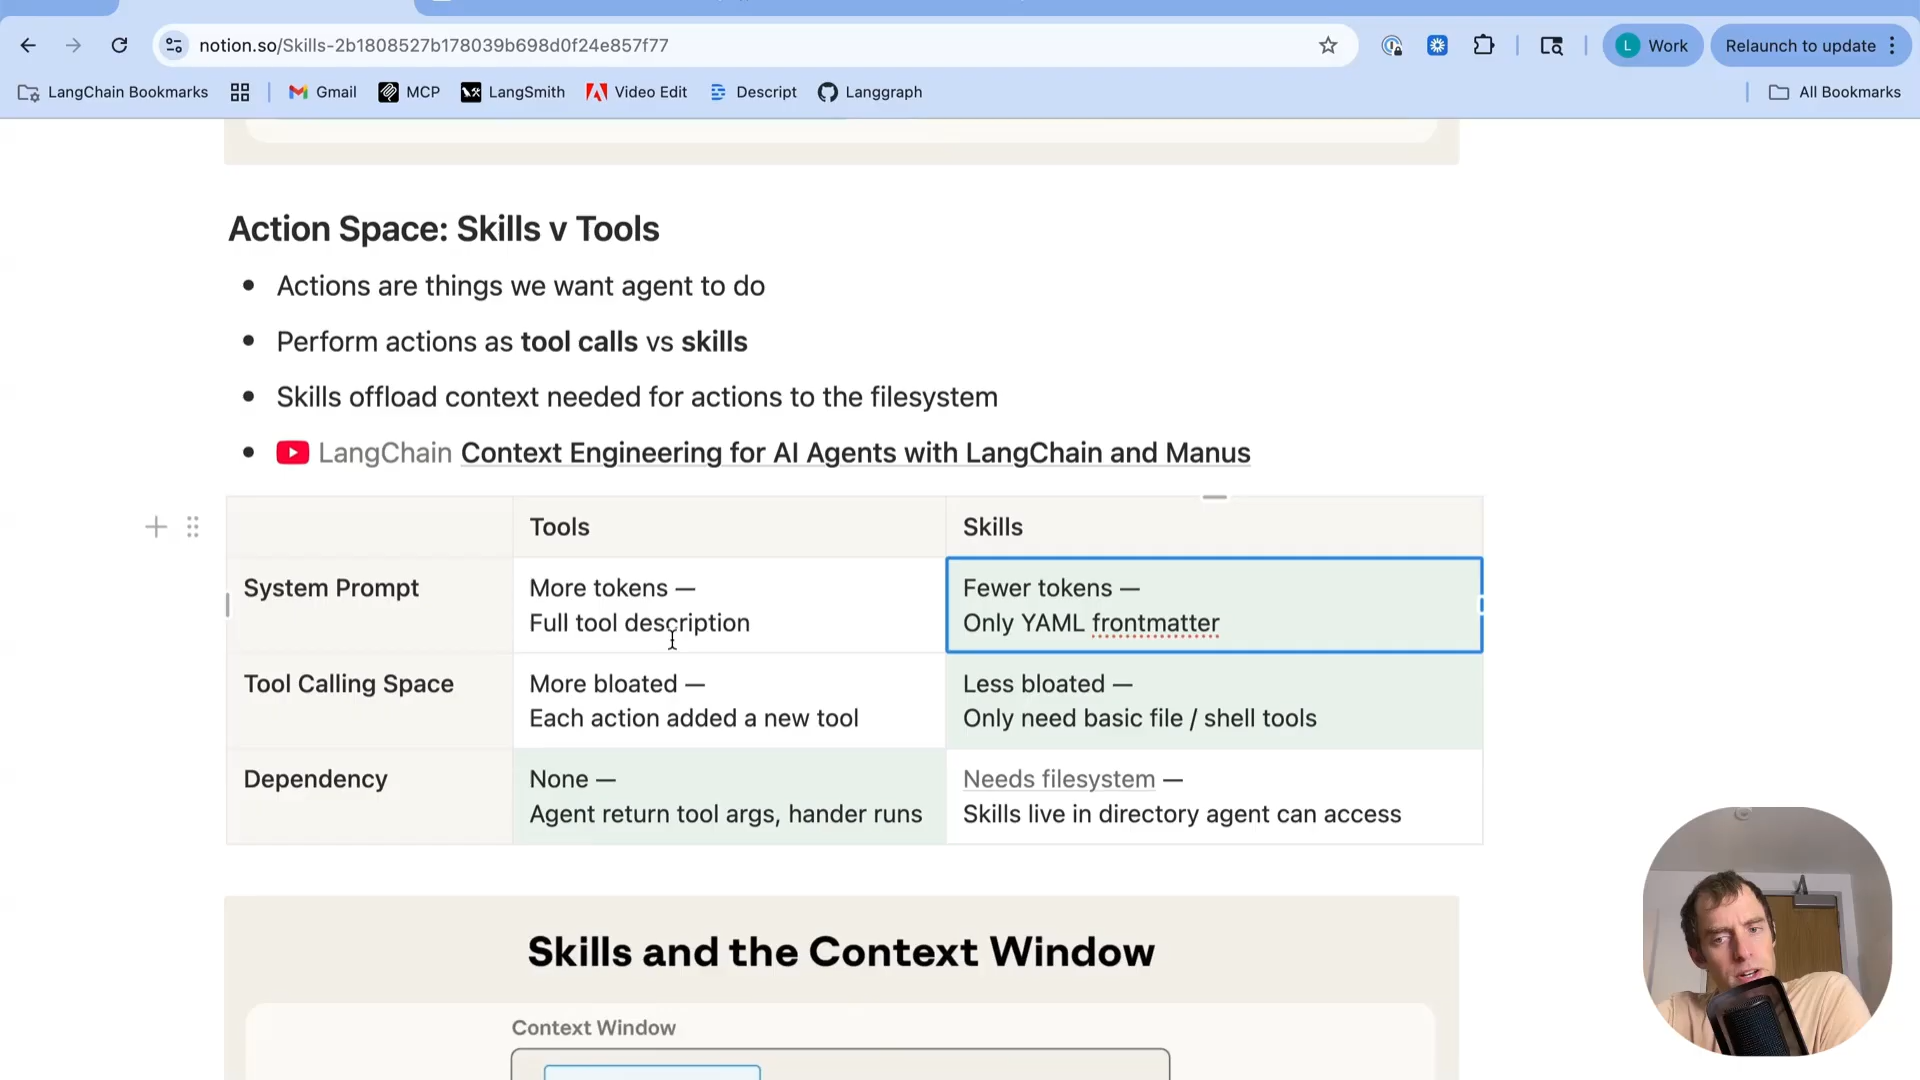 notion.so/Skills-2b1808527b178039b698d0f24e857f77
L Work
Relaunch to update
LangChain Bookmarks
Gmail
MCP
LangSmith
Video Edit
Descript
Langgraph
All Bookmarks
Action Space: Skills v Tools
Actions are things we want agent to do
Perform actions as tool calls vs skills
Skills offload context needed for actions to the filesystem
LangChain Context Engineering for AI Agents with LangChain and Manus
Tools
Skills
System Prompt
More tokens —
Full tool description
Fewer tokens —
Only YAML frontmatter
Tool Calling Space
More bloated —
Each action added a new tool
Less bloated —
Only need basic file / shell tools
Dependency
None —
Agent return tool args, hander runs
Needs filesystem —
Skills live in directory agent can access
Skills and the Context Window
Context Window